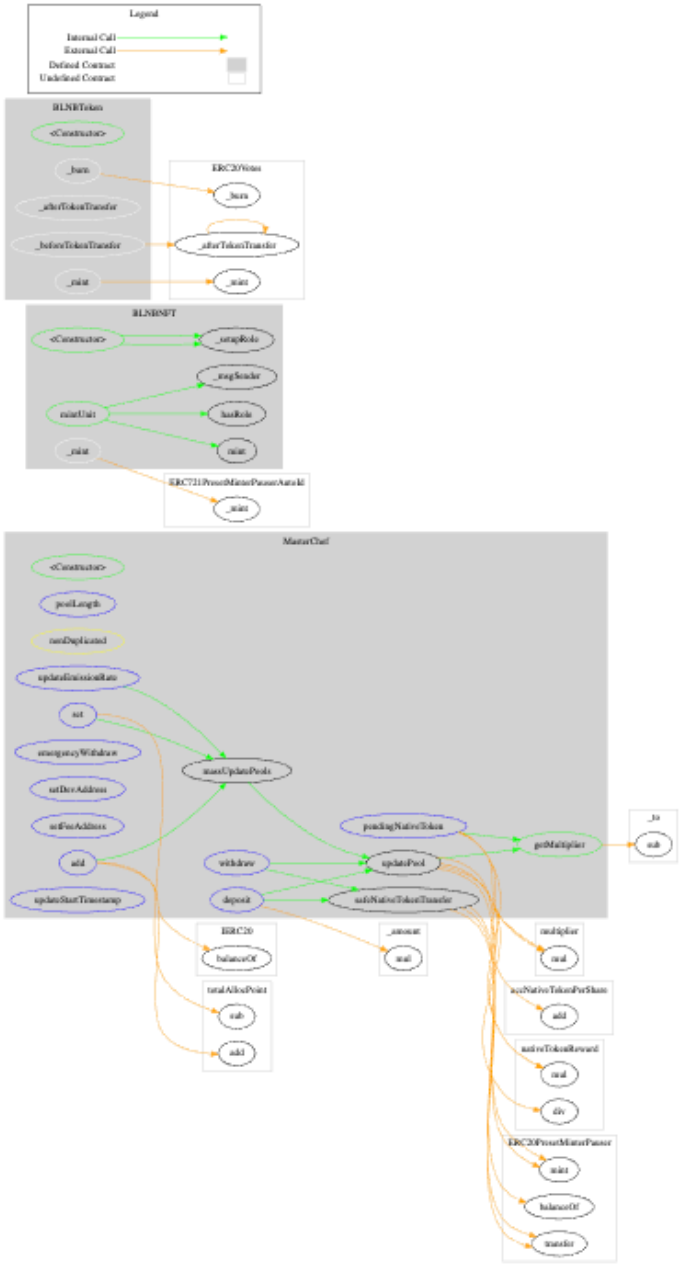 Legend
Internal Call
External Call
Defined Contract
Undefined Contract
BLNBToken
<Constructor>
_burn
ERC20Votes
_burn
_afterTokenTransfer
_beforeTokenTransfer
_afterTokenTransfer
_mint
_mint
BLNBNFT
<Constructor>
_setupRole
_msgSender
mintUnit
hasRole
_mint
mint
ERC721PresetMinterPauserAutoId
_mint
MasterChef
<Constructor>
poolLength
nonDuplicated
updateEmissionRate
set
emergencyWithdraw
massUpdatePools
setDevAddress
setFeeAddress
pendingNativeToken
_to
getMultiplier
sub
add
withdraw
updatePool
updateStartTimestamp
deposit
safeNativeTokenTransfer
IERC20
_amount
multiplier
balanceOf
mul
mul
totalAllocPoint
accNativeTokenPerShare
sub
add
add
nativeTokenReward
mul
div
ERC20PresetMinterPauser
mint
balanceOf
transfer